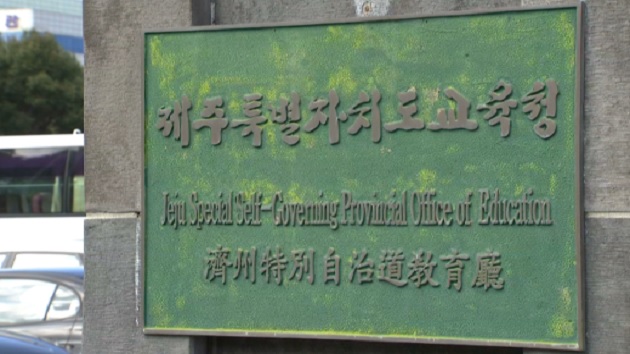 제주특별자치도교육청
Jeju Special Self-Governing Provincial Office of Education
濟州特別自治道教育廳